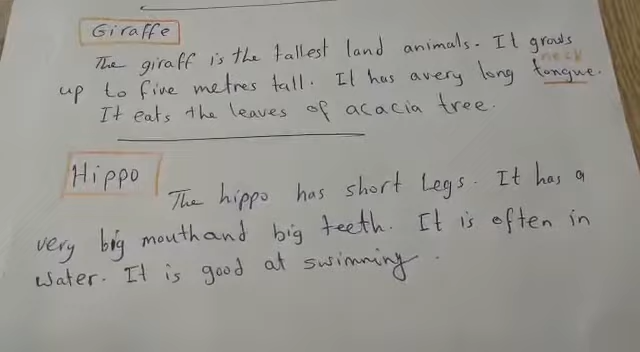 Giraffe
The giraff is the tallest land animals. It grows
up to five metres tall. It has avery long tongue.
neck
It eats the leaves of acacia tree.
Hippo
The hippo has short Legs. It has a
very big mouthand big teeth. It is often in
water. It is good at swimming.